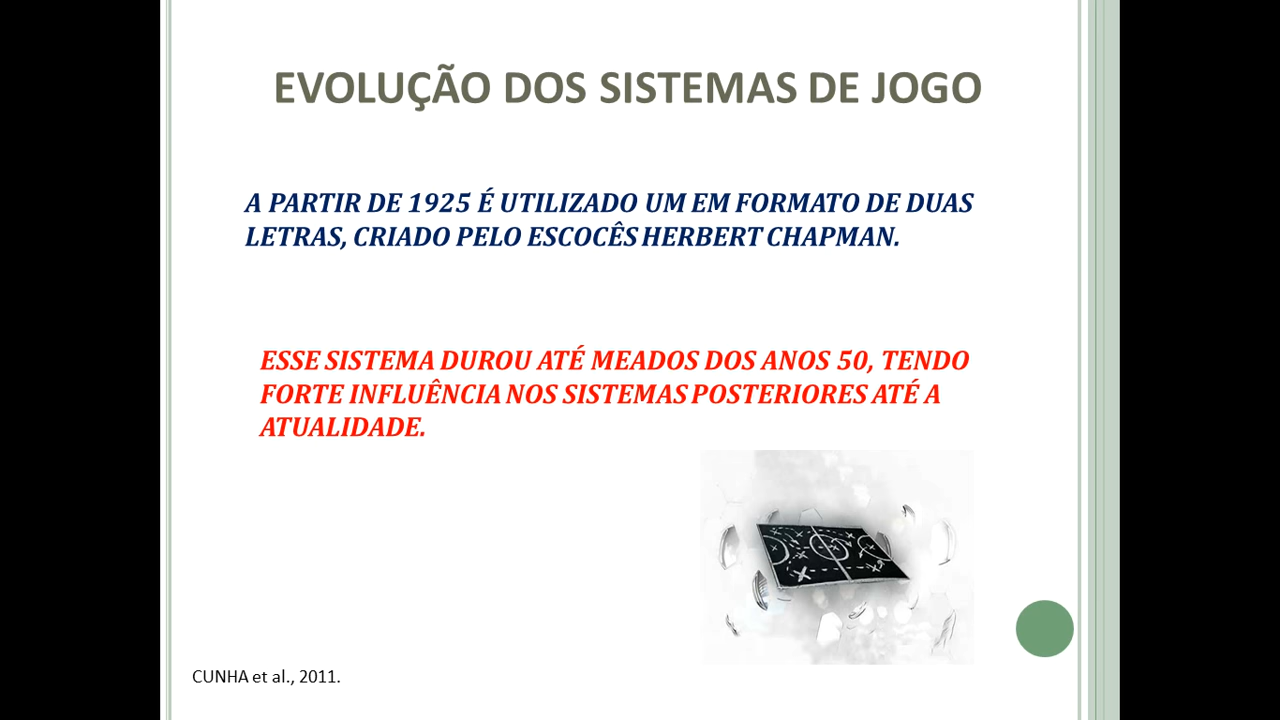 EVOLUÇÃO DOS SISTEMAS DE JOGO
A PARTIR DE 1925 É UTILIZADO UM EM FORMATO DE DUAS
LETRAS, CRIADO PELO ESCOCÊS HERBERT CHAPMAN.
ESSE SISTEMA DUROU ATÉ MEADOS DOS ANOS 50, TENDO
FORTE INFLUÊNCIA NOS SISTEMAS POSTERIORES ATÉ A
ATUALIDADE.
CUNHA et al., 2011.